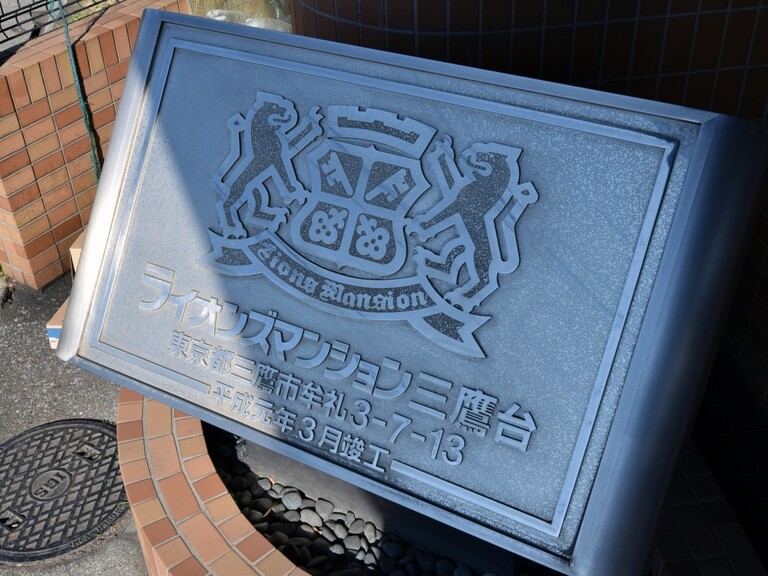 Lions Mansion
ライオンズマンション三鷹台
東京都三鷹市牟礼3-7-13
平成元年3月竣工